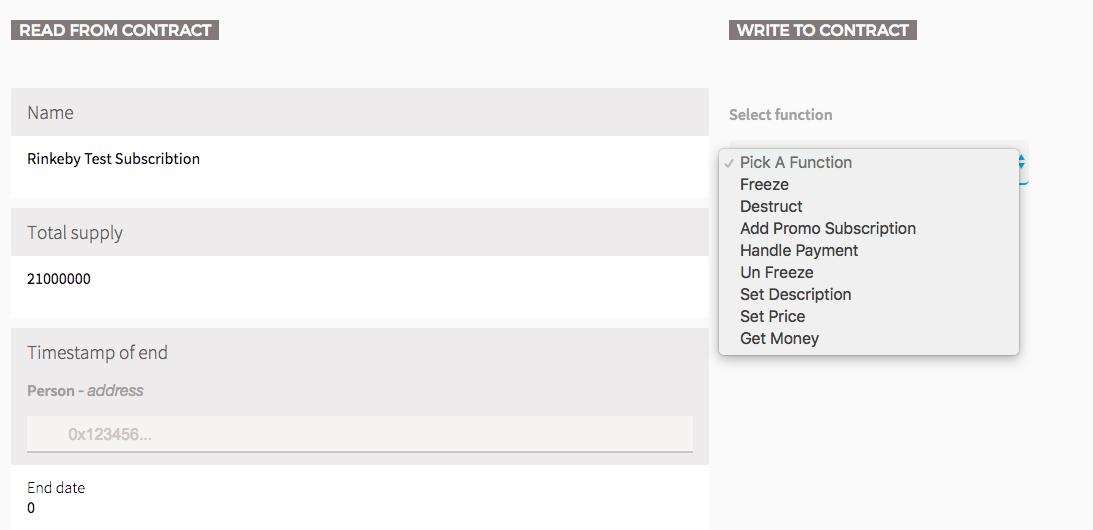 READ FROM CONTRACT
Name
Rinkeby Test Subscribtion
Total supply
21000000
Timestamp of end
Person - address
0x123456...
End date
0
WRITE TO CONTRACT
Select function
✓ Pick A Function
Freeze
Destruct
Add Promo Subscription
Handle Payment
Un Freeze
Set Description
Set Price
Get Money